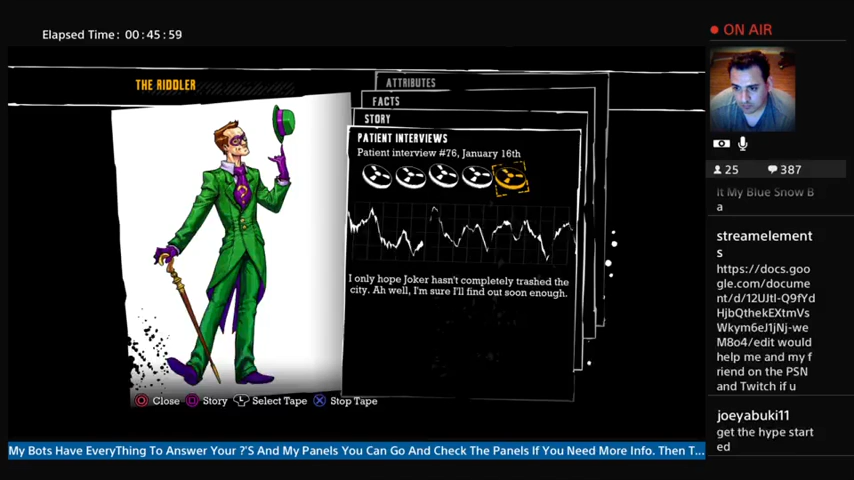 Elapsed Time: 00:45:59
ON AIR
THE RIDDLER
ATTRIBUTES
FACTS
STORY
PATIENT INTERVIEWS
Patient interview #76, January 16th
I only hope Joker hasn't completely trashed the
city. Ah well, I'm sure I'll find out soon enough.
Close
Story
Select Tape
Stop Tape
25
387
It My Blue Snow B
a
streamelement
s
https://docs.goo
gle.com/docume
nt/d/12UJtl-Q9fYd
HjbQthekEXtmVs
Wkym6eJ1jNj-we
M8o4/edit would
help me and my f
riend on the PSN
and Twitch if u
joeyabuki11
get the hype start
ed
My Bots Have EveryThing To Answer Your ?'S And My Panels You Can Go And Check The Panels If You Need More Info. Then T...